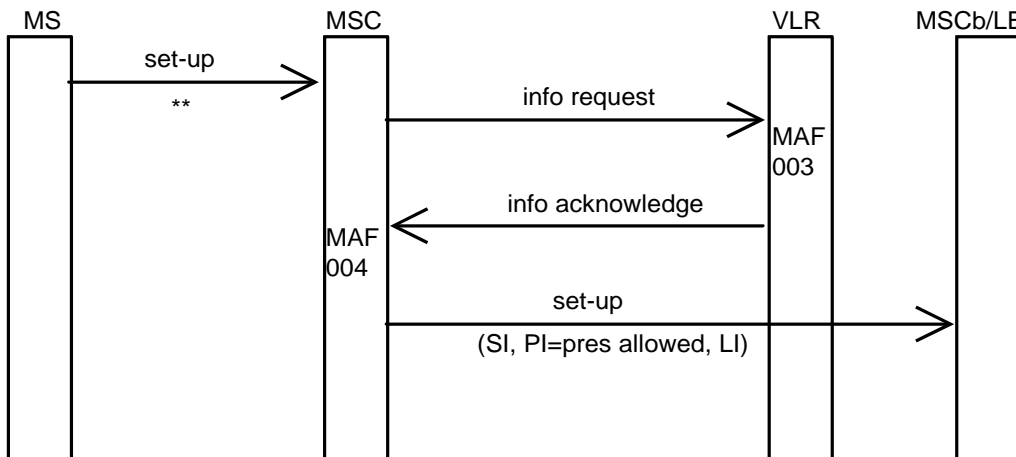 MS MSC VLR MSCb/LE
set-up
**
info request
MAF
003
info acknowledge
MAF
004
set-up
(SI, PI=pres allowed, LI)